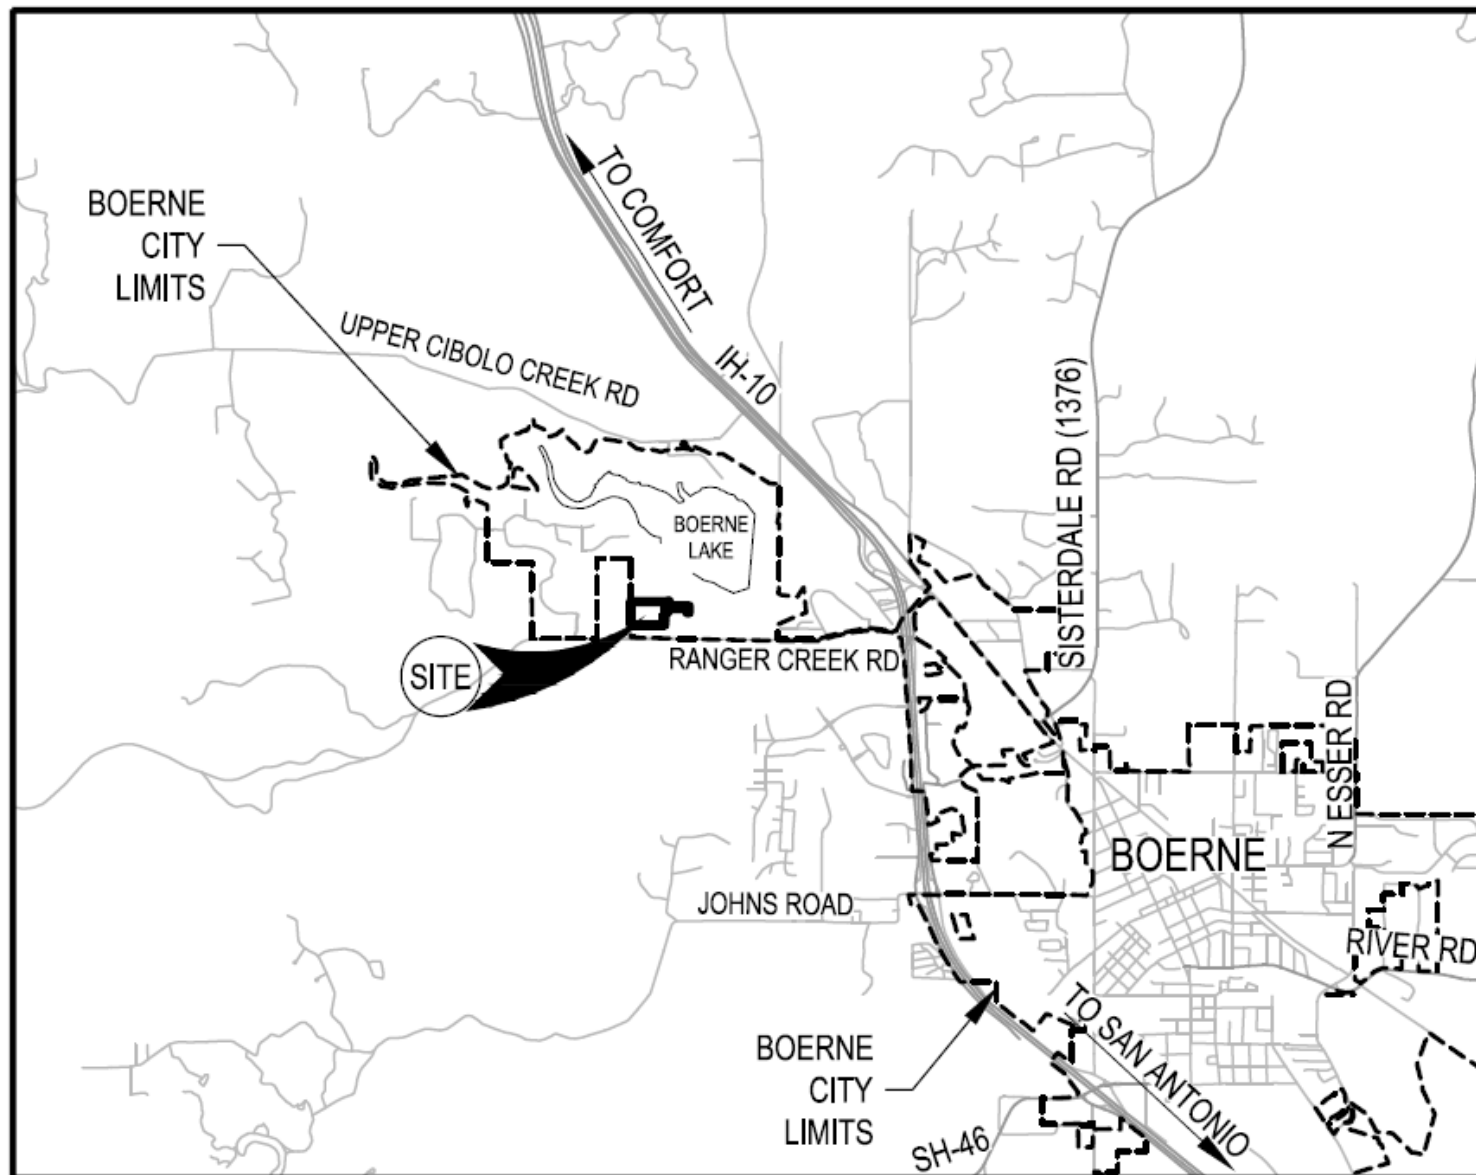 TO COMFORT
BOERNE
CITY
LIMITS
UPPER CIBOLO CREEK RD
IH-10
SISTERDALE RD (1376)
BOERNE
LAKE
SITE
RANGER CREEK RD
N ESSER RD
BOERNE
JOHNS ROAD
RIVER RD
TO SAN ANTONIO
BOERNE
CITY
LIMITS
SH-46